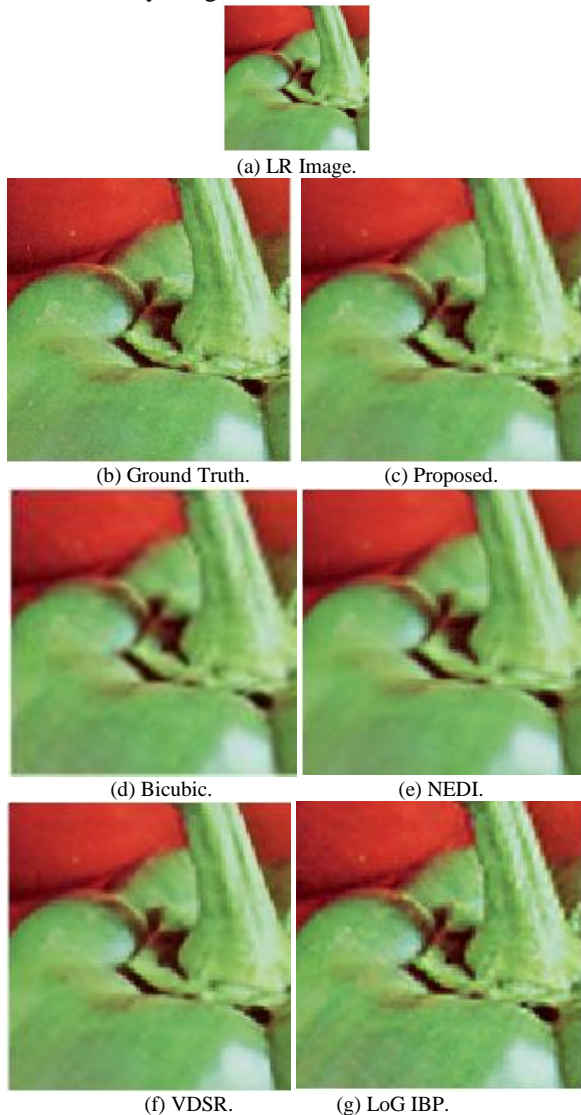 (a) LR Image.
(b) Ground Truth.
(c) Proposed.
(d) Bicubic.
(e) NEDI.
(f) VDSR.
(g) LoG IBP.